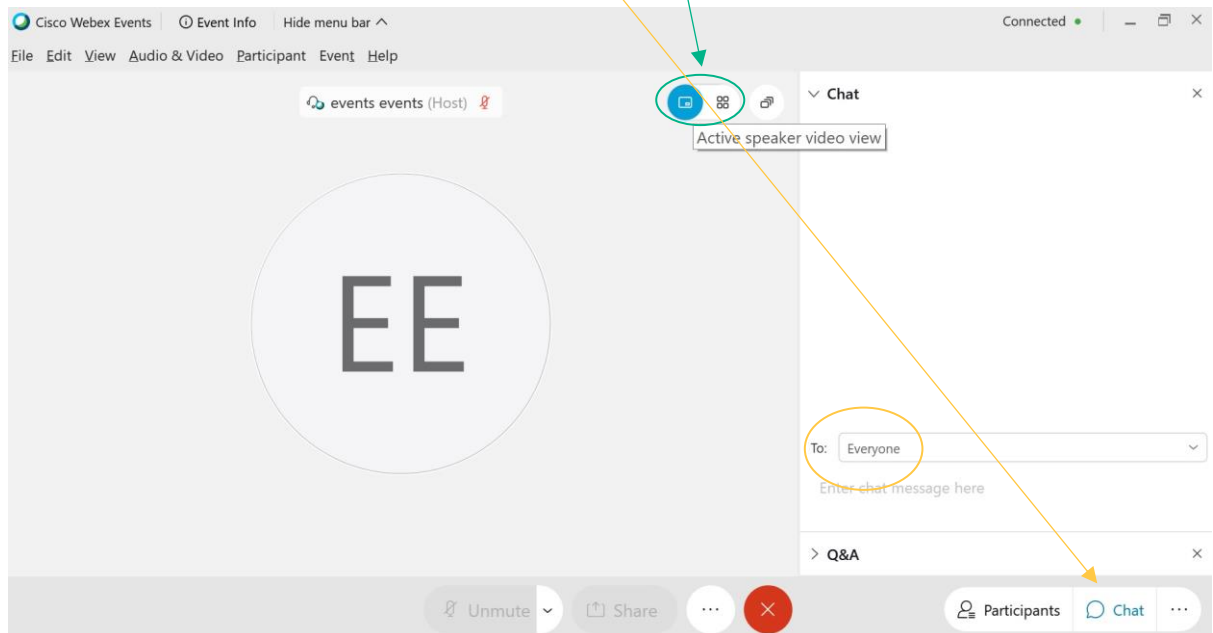 Cisco Webex Events Event Info Hide menu bar Connected
File Edit View Audio & Video Participant Event Help
events events (Host)
Chat
Active speaker video view
EE
To: Everyone
Enter chat message here
Q&A
Unmute Share ... Participants Chat ...